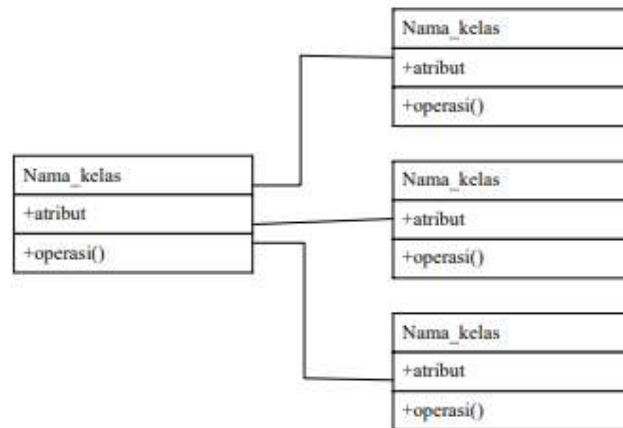 Nama_kelas
+atribut
+operasi()
Nama_kelas
+atribut
+operasi()
Nama_kelas
+atribut
+operasi()
Nama_kelas
+atribut
+operasi()